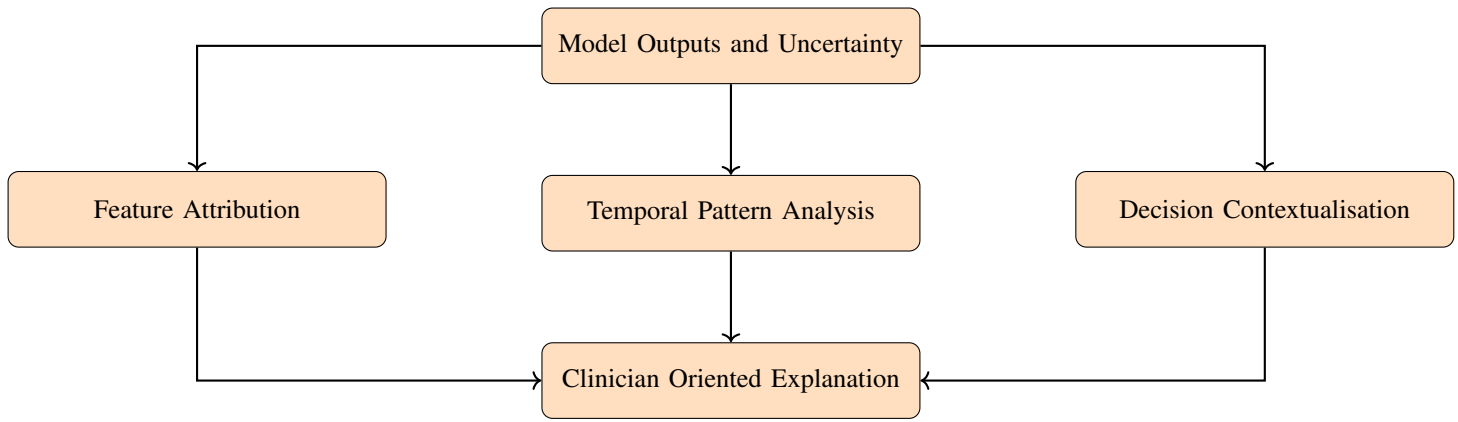 Model Outputs and Uncertainty
Feature Attribution
Temporal Pattern Analysis
Decision Contextualisation
Clinician Oriented Explanation